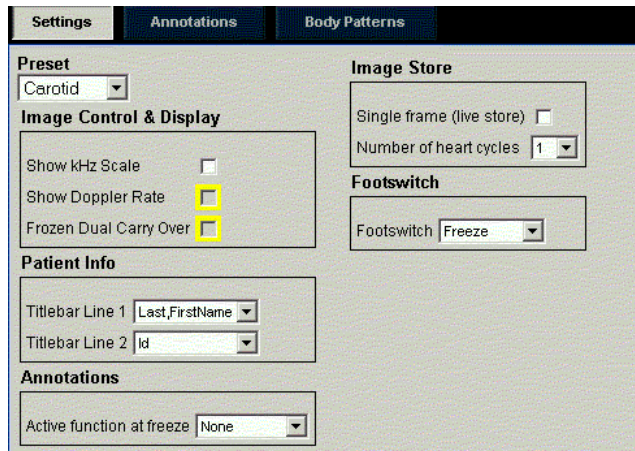 Settings Annotations Body Patterns
Preset
Carotid
Image Control & Display
Show kHz Scale
Show Doppler Rate
Frozen Dual Carry Over
Patient Info
Titlebar Line 1 Last,FirstName
Titlebar Line 2 Id
Annotations
Active function at freeze None
Image Store
Single frame (live store)
Number of heart cycles 1
Footswitch
Footswitch Freeze